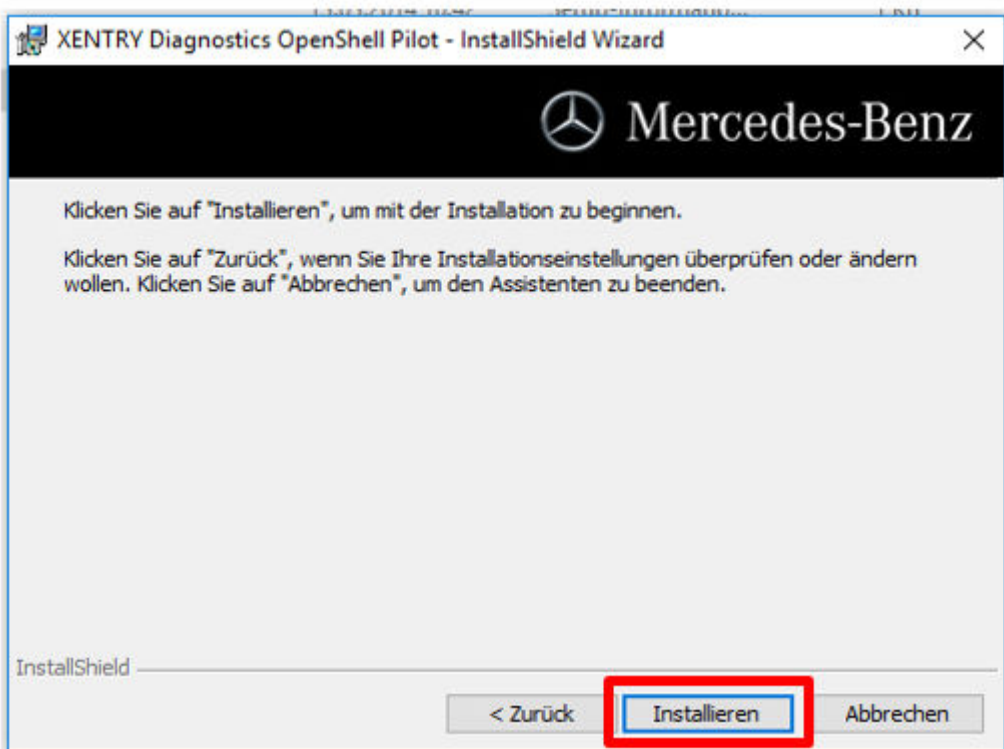 XENTRY Diagnostics OpenShell Pilot - InstallShield Wizard
Mercedes-Benz
Klicken Sie auf "Installieren", um mit der Installation zu beginnen.
Klicken Sie auf "Zurück", wenn Sie Ihre Installationseinstellungen überprüfen oder ändern
wollen. Klicken Sie auf "Abbrechen", um den Assistenten zu beenden.
InstallShield
< Zurück
Installieren
Abbrechen